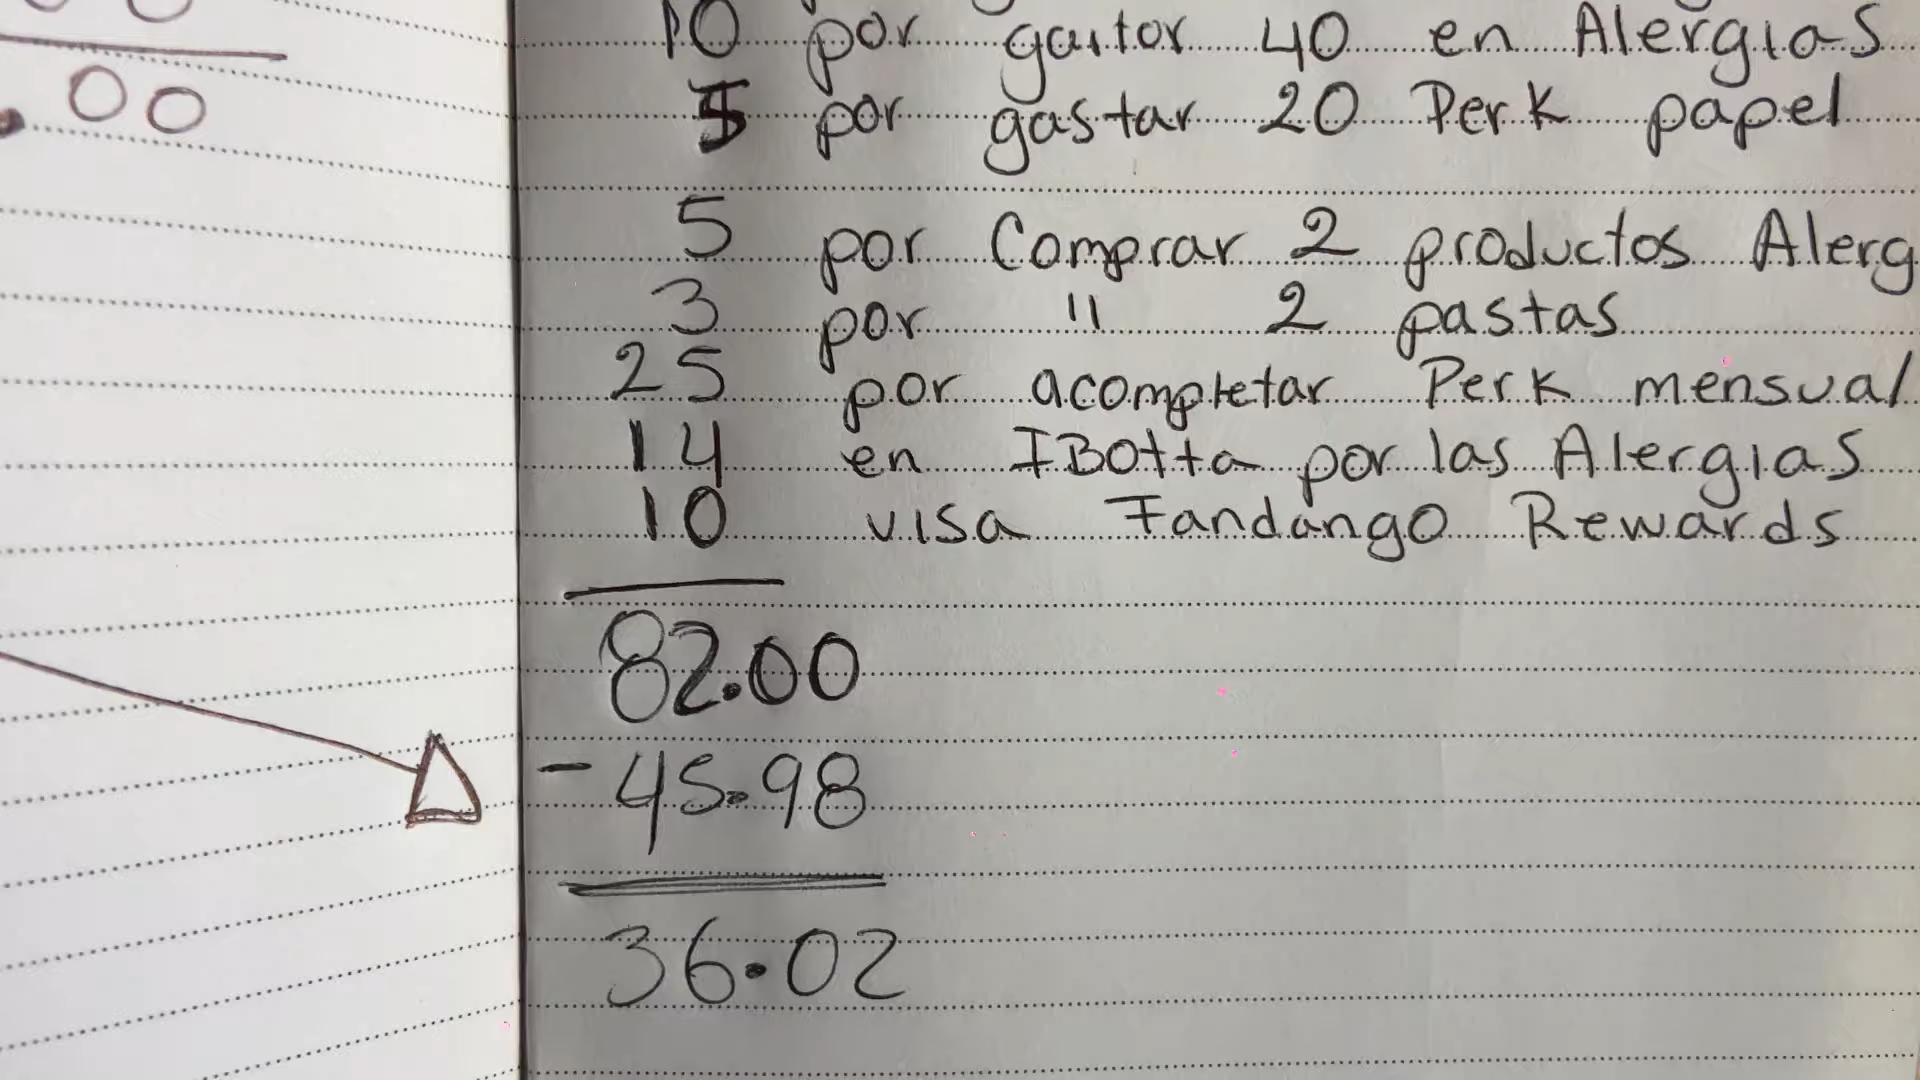 .00
10 por gastar 40 en Alergias
5 por gastar 20 Perk papel
5 por Comprar 2 productos Alerg
3 por " 2 pastas
25 por acompletar Perk mensual
14 en IBotta por las Alergias
10 visa Fandango Rewards
82.00
- 45.98
36.02